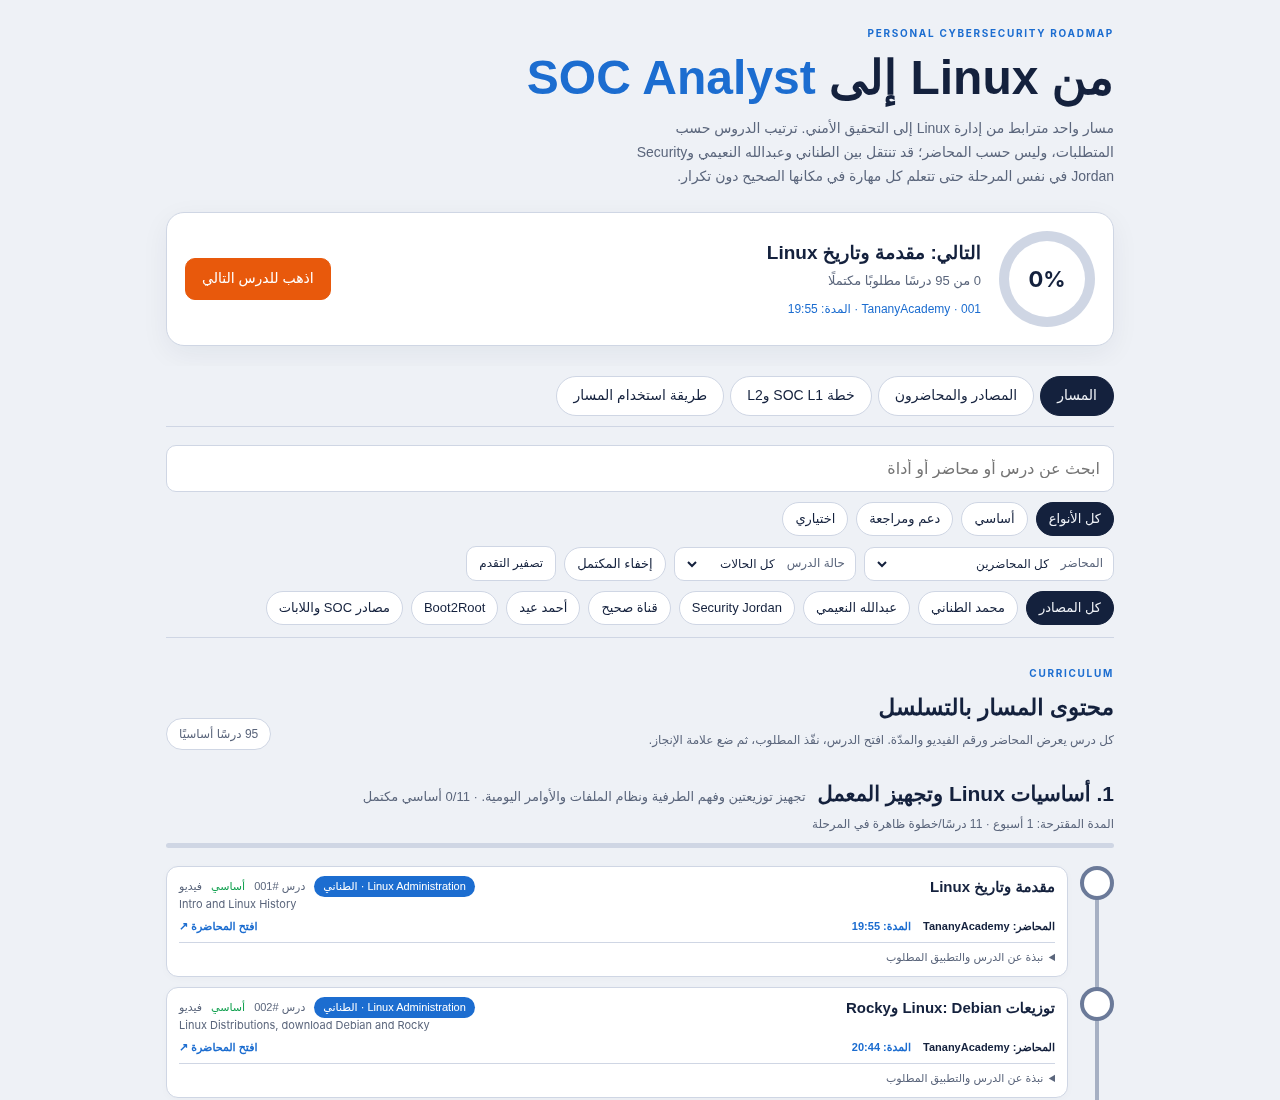 PERSONAL CYBERSECURITY ROADMAP
من Linux إلى SOC Analyst
مسار واحد مترابط من إدارة Linux إلى التحقيق الأمني. ترتيب الدروس حسب
المتطلبات، وليس حسب المحاضر؛ قد تنتقل بين الطناني وعبدالله النعيمي وSecurity
Jordan في نفس المرحلة حتى تتعلم كل مهارة في مكانها الصحيح دون تكرار.
0%
التالي: مقدمة وتاريخ Linux
0 من 95 درسًا مطلوبًا مكتملًا
001 · TananyAcademy · المدة: 19:55
اذهب للدرس التالي
المسار
المصادر والمحاضرون
خطة SOC L1 وL2
طريقة استخدام المسار
ابحث عن درس أو محاضر أو أداة
كل الأنواع
أساسي
دعم ومراجعة
اختياري
المحاضر كل المحاضرين
حالة الدرس كل الحالات
إخفاء المكتمل
تصفير التقدم
كل المصادر
محمد الطناني
عبدالله النعيمي
Security Jordan
قناة صحيح
أحمد عيد
Boot2Root
مصادر SOC واللابات
CURRICULUM
محتوى المسار بالتسلسل
كل درس يعرض المحاضر ورقم الفيديو والمدّة. افتح الدرس، نفّذ المطلوب، ثم ضع علامة الإنجاز.
95 درسًا أساسيًا
1. أساسيات Linux وتجهيز المعمل تجهيز توزيعتين وفهم الطرفية ونظام الملفات والأوامر اليومية. · 0/11 أساسي مكتمل
المدة المقترحة: 1 أسبوع · 11 درسًا/خطوة ظاهرة في المرحلة
مقدمة وتاريخ Linux
Linux Administration · الطناني درس #001 أساسي فيديو
Intro and Linux History
المحاضر: TananyAcademy المدة: 19:55
افتح المحاضرة ↗
◀ نبذة عن الدرس والتطبيق المطلوب
توزيعات Linux: Debian وRocky
Linux Administration · الطناني درس #002 أساسي فيديو
Linux Distributions, download Debian and Rocky
المحاضر: TananyAcademy المدة: 20:44
افتح المحاضرة ↗
◀ نبذة عن الدرس والتطبيق المطلوب